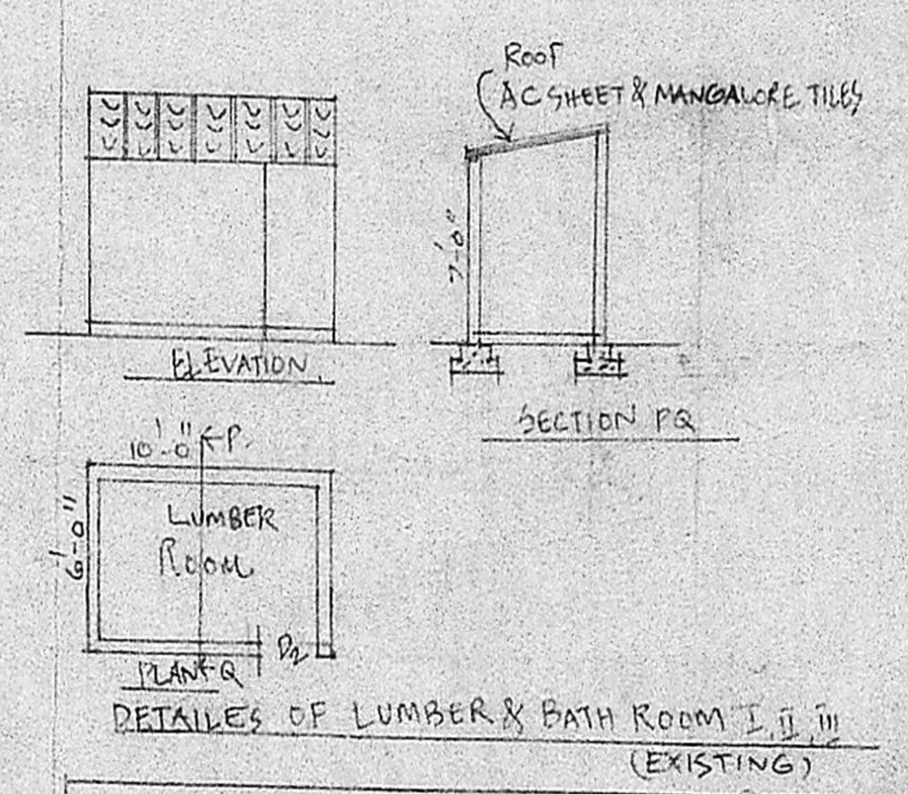 ROOF
AC SHEET & MANGALORE TILES
7'-0"
ELEVATION
SECTION PQ
10'-0" P.
6'-0"
LUMBER
ROOM
D2
PLAN Q
DETAILES OF LUMBER & BATH ROOM I, II, III
(EXISTING)